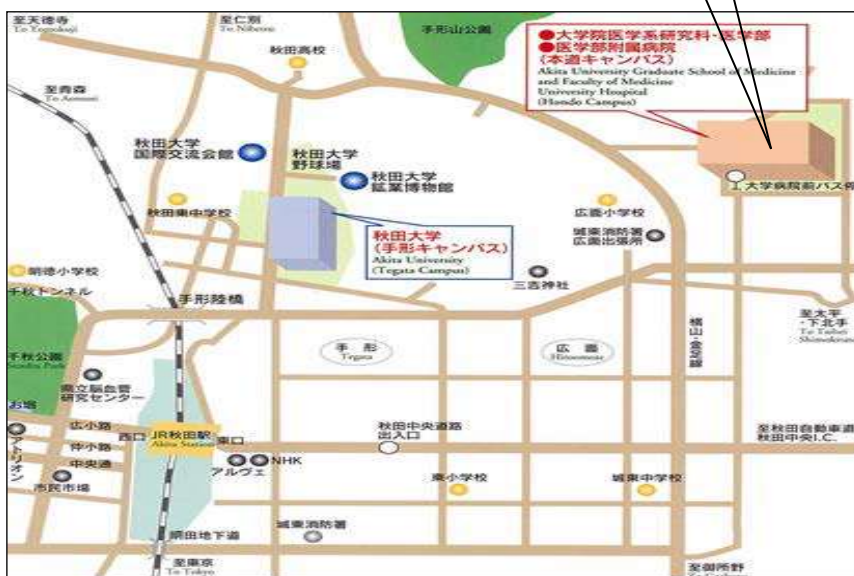 至天徳寺
至仁別
To Nibetsu
手形山公園
秋田高校
●大学院医学系研究科・医学部
●医学部附属病院
(本道キャンパス)
Akita University Graduate School of Medicine
and Faculty of Medicine
University Hospital
(Hondo Campus)
至青森
To Aomori
秋田大学
国際交流会館
秋田大学
野球場
秋田大学
鉱業博物館
大学病院前バス停
秋田東中学校
広面小学校
秋田大学
(手形キャンパス)
Akita University
(Tegata Campus)
城東消防署
広面出張所
明徳小学校
三吉神社
千秋トンネル
手形陸橋
至太平
・下北手
To Taihei
手形
Tegata
広面
横山・金足線
千秋公園
県立脳血管
研究センター
お堀
広小路
西口
JR秋田駅
Akita Station
東口
秋田中央道路
出入口
至秋田自動車道
秋田中央I.C.
仲小路
アトリオン
中央通
アルヴェ
NHK
市民市場
東小学校
城東中学校
城東消防署
明田地下道
至東京
To Tokyo
至御所野